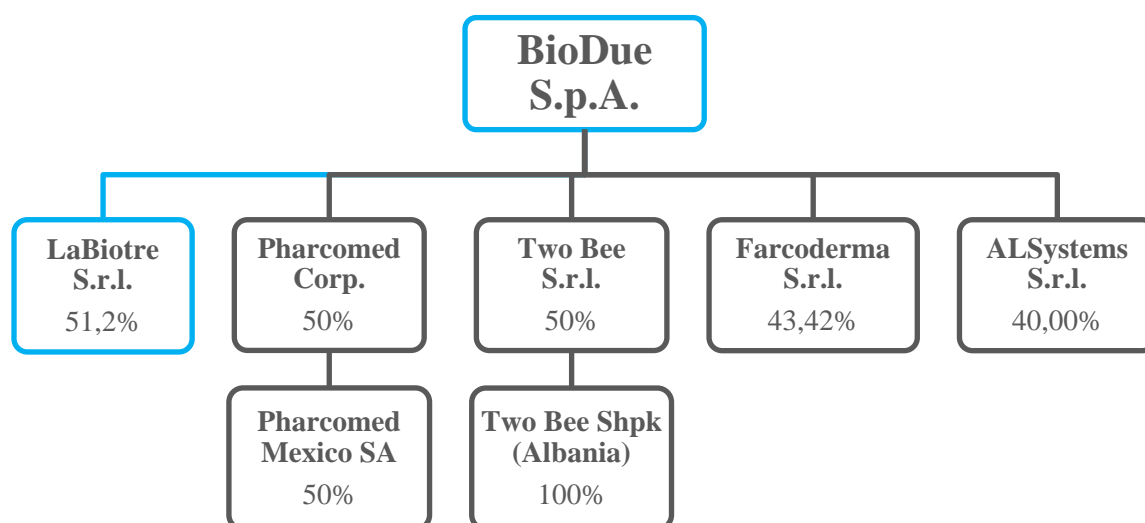 BioDue
S.p.A.
LaBiotre
S.r.l.
51,2%
Pharcomed
Corp.
50%
Two Bee
S.r.l.
50%
Farcoderma
S.r.l.
43,42%
ALSystems
S.r.l.
40,00%
Pharcomed
Mexico SA
50%
Two Bee Shpk
(Albania)
100%